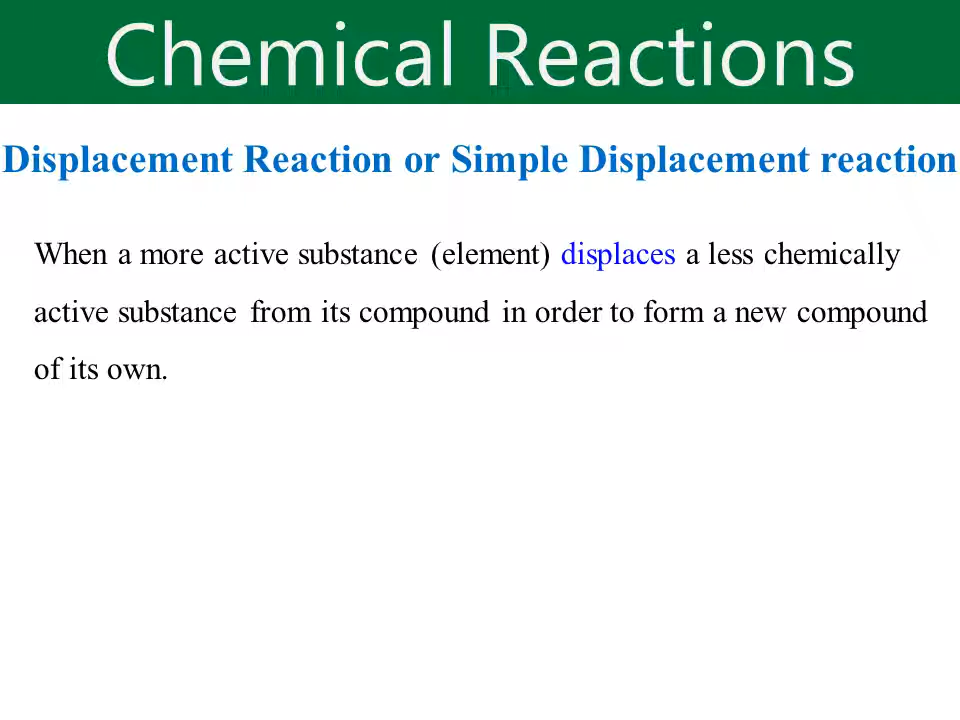 Chemical Reactions
Displacement Reaction or Simple Displacement reaction
When a more active substance (element) displaces a less chemically
active substance from its compound in order to form a new compound
of its own.